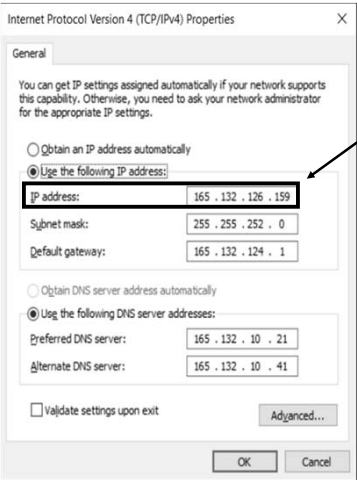 Internet Protocol Version 4 (TCP/IPv4) Properties
General
You can get IP settings assigned automatically if your network supports
this capability. Otherwise, you need to ask your network administrator
for the appropriate IP settings.
Obtain an IP address automatically
Use the following IP address:
IP address: 165 . 132 . 126 . 159
Subnet mask: 255 . 255 . 252 . 0
Default gateway: 165 . 132 . 124 . 1
Obtain DNS server address automatically
Use the following DNS server addresses:
Preferred DNS server: 165 . 132 . 10 . 21
Alternate DNS server: 165 . 132 . 10 . 41
Validate settings upon exit
Advanced...
OK Cancel